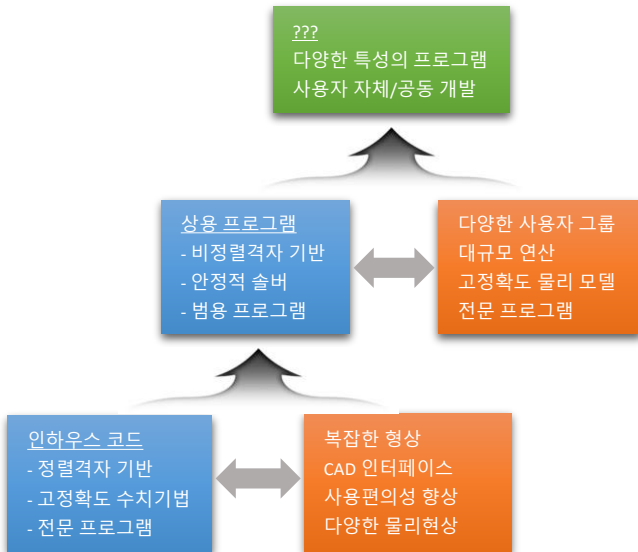 ???
다양한 특성의 프로그램
사용자 자체/공동 개발
상용 프로그램
- 비정렬격자 기반
- 안정적 솔버
- 범용 프로그램
다양한 사용자 그룹
대규모 연산
고정확도 물리 모델
전문 프로그램
인하우스 코드
- 정렬격자 기반
- 고정확도 수치기법
- 전문 프로그램
복잡한 형상
CAD 인터페이스
사용편의성 향상
다양한 물리현상